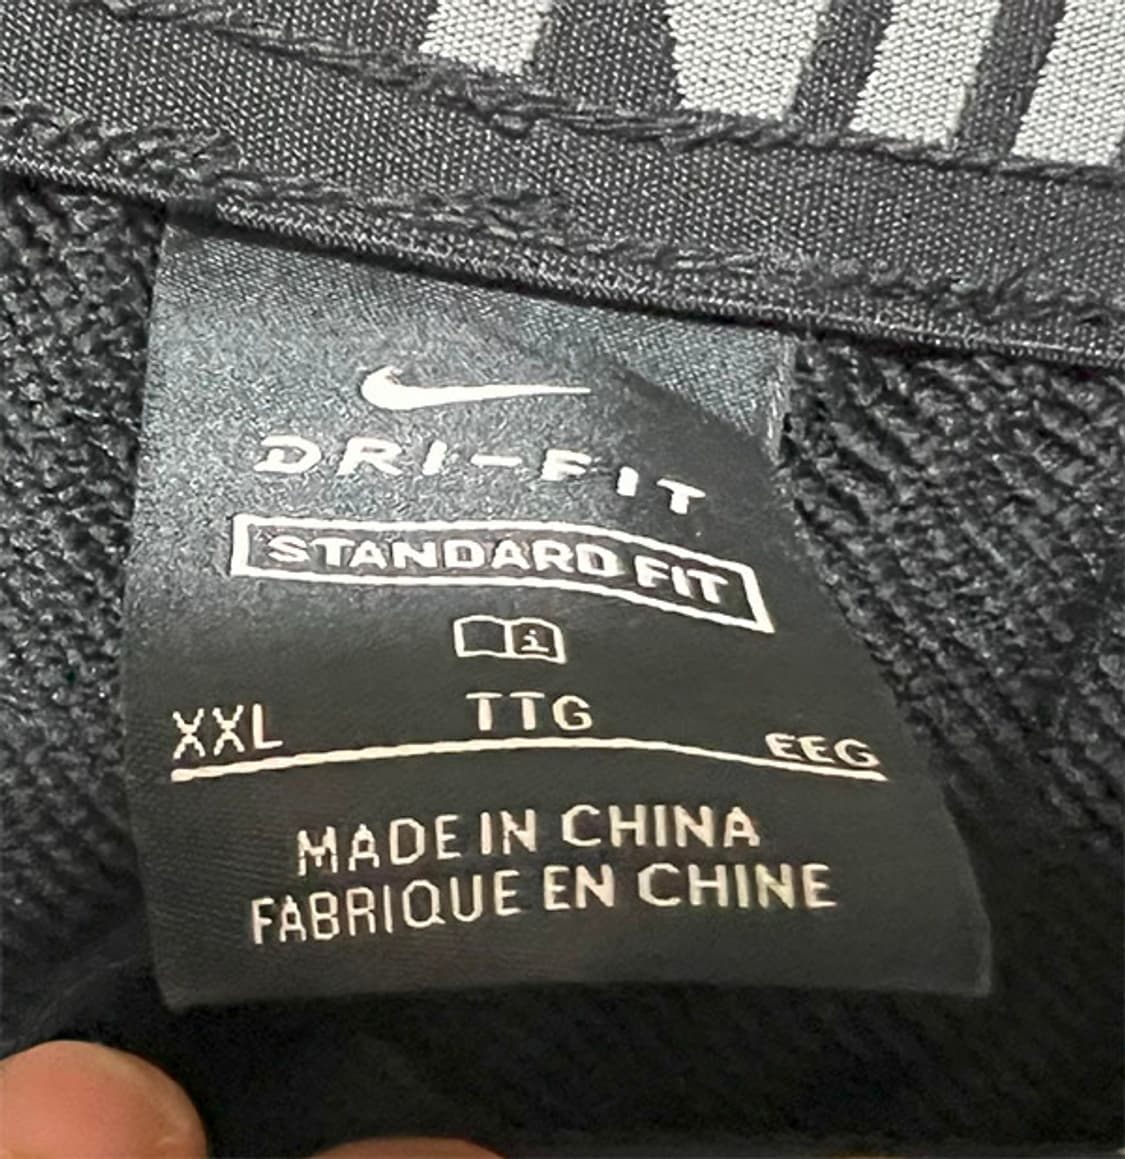 DRI-FIT
STANDARD FIT
i
XXL TTG EEG
MADE IN CHINA
FABRIQUE EN CHINE